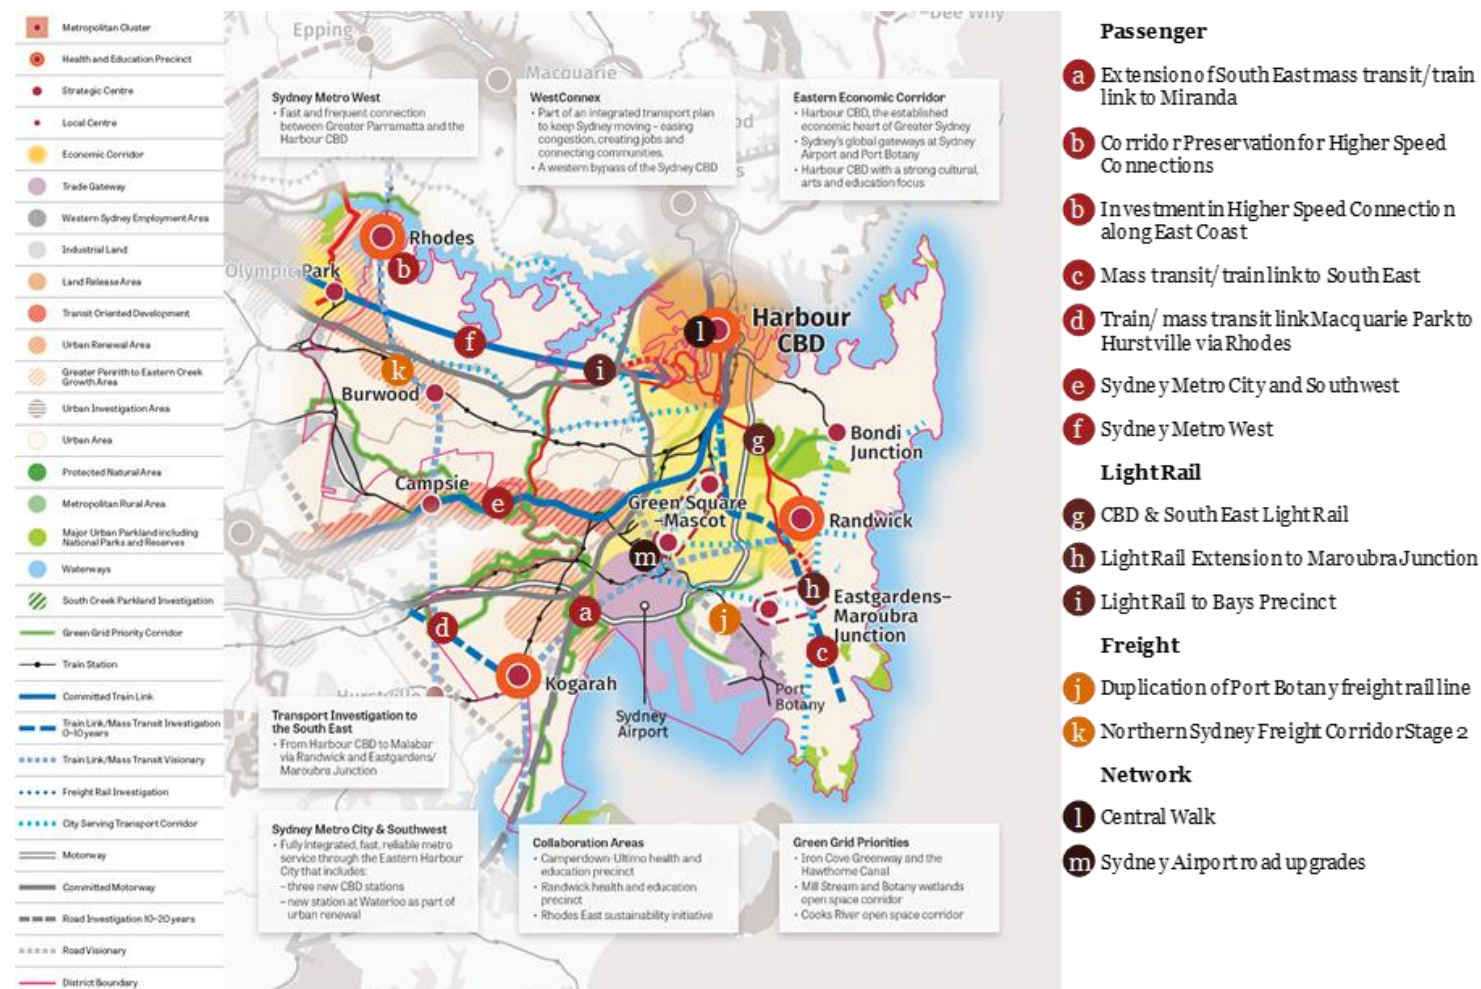 Metropolitan Cluster
Health and Education Precinct
Strategic Centre
Local Centre
Economic Corridor
Trade Gateway
Western Sydney Employment Area
Industrial Land
Land Release Area
Transit Oriented Development
Urban Renewal Area
Greater Penrith to Eastern Creek
Growth Area
Urban Investigation Area
Urban Area
Protected Natural Area
Metropolitan Rural Area
Major Urban Parkland including
National Parks and Reserves
Waterways
South Creek Parkland Investigation
Green Grid Priority Corridor
Train Station
Committed Train Link
Train Link/Mass Transit Investigation
0–10 years
Train Link/Mass Transit Visionary
Freight Rail Investigation
City Serving Transport Corridor
Motorway
Committed Motorway
Road Investigation 10–20 years
Road Visionary
District Boundary
Epping
Macquarie
Dee Why
Sydney Metro West
• Fast and frequent connection
between Greater Parramatta and the
Harbour CBD
WestConnex
• Part of an integrated transport plan
to keep Sydney moving – easing
congestion, creating jobs and
connecting communities.
• A western bypass of the Sydney CBD
Eastern Economic Corridor
• Harbour CBD, the established
economic heart of Greater Sydney
• Sydney's global gateways at Sydney
Airport and Port Botany
• Harbour CBD with a strong cultural,
arts and education focus
Rhodes
b
Olympic Park
f
l
Harbour
CBD
k
i
Burwood
g
Bondi
Junction
Campsie
e
Green Square
–Mascot
Randwick
m
a
h
Eastgardens–
Maroubra
Junction
j
d
c
Kogarah
Hurstville
Port
Botany
Sydney
Airport
Transport Investigation to
the South East
• From Harbour CBD to Malabar
via Randwick and Eastgardens/
Maroubra Junction
Sydney Metro City & Southwest
• Fully integrated, fast, reliable metro
service through the Eastern Harbour
City that includes:
– three new CBD stations
– new station at Waterloo as part of
urban renewal
Collaboration Areas
• Camperdown-Ultimo health and
education precinct
• Randwick health and education
precinct
• Rhodes East sustainability initiative
Green Grid Priorities
• Iron Cove Greenway and the
Hawthorne Canal
• Mill Stream and Botany wetlands
open space corridor
• Cooks River open space corridor
Passenger
a Extension of South East mass transit/train
link to Miranda
b Corridor Preservation for Higher Speed
Connections
b Investment in Higher Speed Connection
along East Coast
c Mass transit/train link to South East
d Train/ mass transit link Macquarie Park to
Hurstville via Rhodes
e Sydney Metro City and Southwest
f Sydney Metro West
Light Rail
g CBD & South East Light Rail
h Light Rail Extension to Maroubra Junction
i Light Rail to Bays Precinct
Freight
j Duplication of Port Botany freight rail line
k Northern Sydney Freight Corridor Stage 2
Network
l Central Walk
m Sydney Airport road upgrades